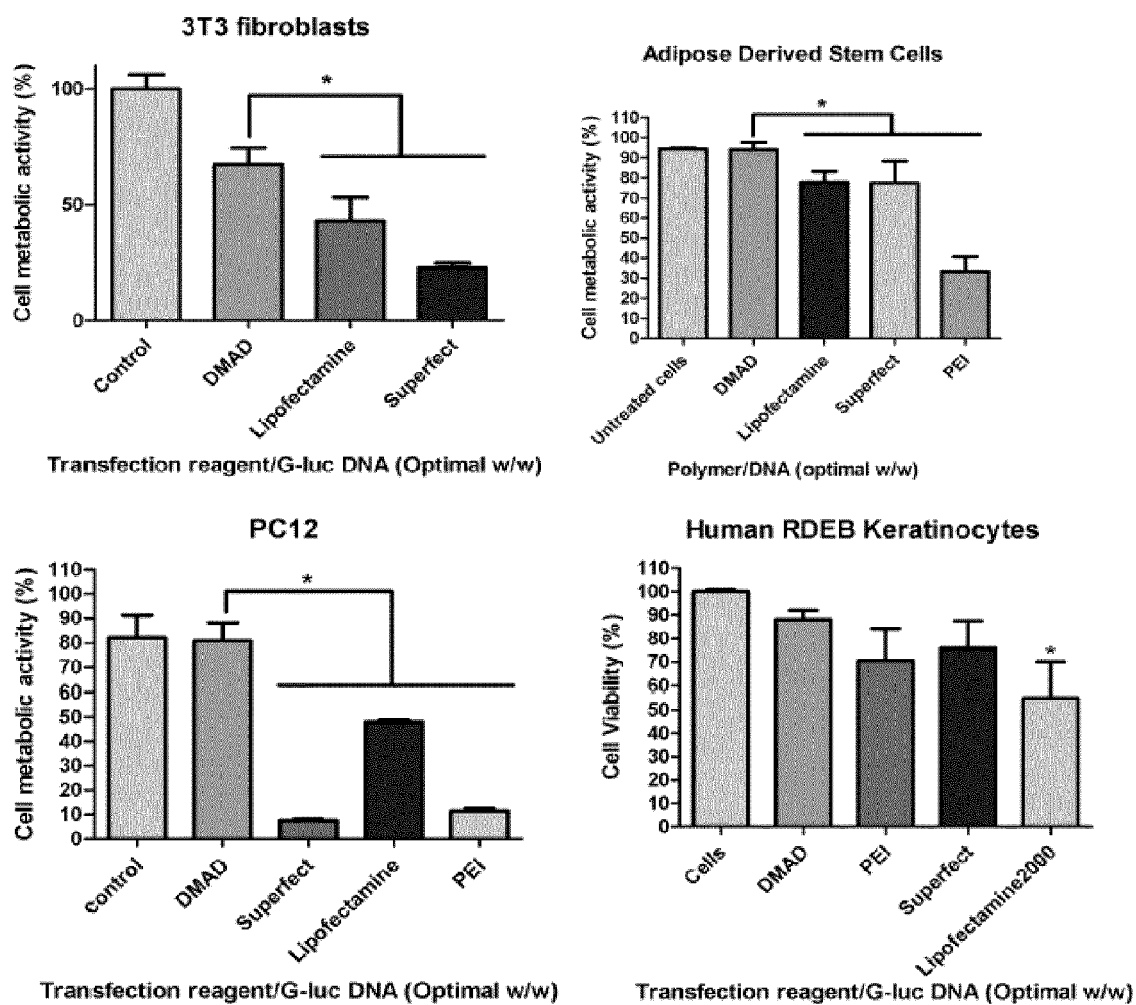 3T3 fibroblasts
Cell metabolic activity (%)
100
50
0
*
Control
DMAD
Lipofectamine
Superfect
Transfection reagent/G-luc DNA (Optimal w/w)
Adipose Derived Stem Cells
Cell metabolic activity (%)
110
100
90
80
70
60
50
40
30
20
10
0
*
Untreated cells
DMAD
Lipofectamine
Superfect
PEI
Polymer/DNA (optimal w/w)
PC12
Cell metabolic activity (%)
110
100
90
80
70
60
50
40
30
20
10
0
*
control
DMAD
Superfect
Lipofectamine
PEI
Transfection reagent/G-luc DNA (Optimal w/w)
Human RDEB Keratinocytes
Cell Viability (%)
110
100
90
80
70
60
50
40
30
20
10
0
*
Cells
DMAD
PEI
Superfect
Lipofectamine2000
Transfection reagent/G-luc DNA (Optimal w/w)